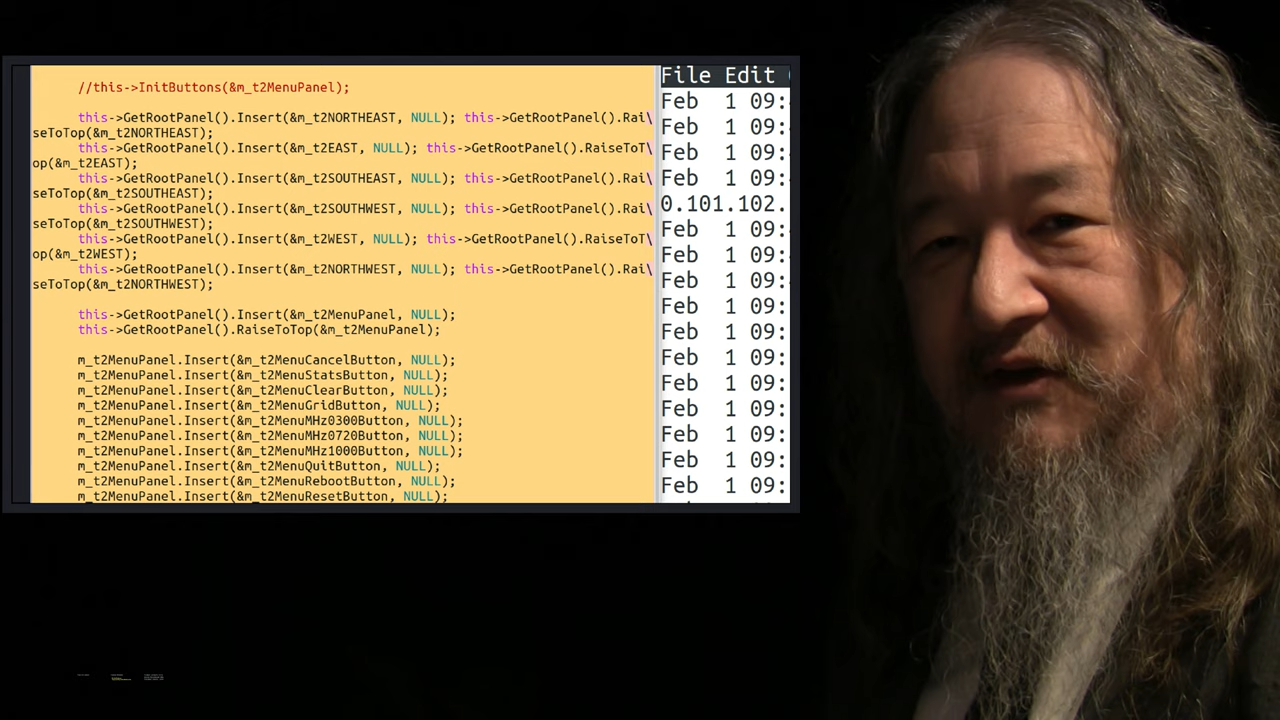 //this->InitButtons(&m_t2MenuPanel);
this->GetRootPanel().Insert(&m_t2NORTHEAST, NULL); this->GetRootPanel().Rai\
seToTop(&m_t2NORTHEAST);
this->GetRootPanel().Insert(&m_t2EAST, NULL); this->GetRootPanel().RaiseToT\
op(&m_t2EAST);
this->GetRootPanel().Insert(&m_t2SOUTHEAST, NULL); this->GetRootPanel().Rai\
seToTop(&m_t2SOUTHEAST);
this->GetRootPanel().Insert(&m_t2SOUTHWEST, NULL); this->GetRootPanel().Rai\
seToTop(&m_t2SOUTHWEST);
this->GetRootPanel().Insert(&m_t2WEST, NULL); this->GetRootPanel().RaiseToT\
op(&m_t2WEST);
this->GetRootPanel().Insert(&m_t2NORTHWEST, NULL); this->GetRootPanel().Rai\
seToTop(&m_t2NORTHWEST);
this->GetRootPanel().Insert(&m_t2MenuPanel, NULL);
this->GetRootPanel().RaiseToTop(&m_t2MenuPanel);
m_t2MenuPanel.Insert(&m_t2MenuCancelButton, NULL);
m_t2MenuPanel.Insert(&m_t2MenuStatsButton, NULL);
m_t2MenuPanel.Insert(&m_t2MenuClearButton, NULL);
m_t2MenuPanel.Insert(&m_t2MenuGridButton, NULL);
m_t2MenuPanel.Insert(&m_t2MenuMHz0300Button, NULL);
m_t2MenuPanel.Insert(&m_t2MenuMHz0720Button, NULL);
m_t2MenuPanel.Insert(&m_t2MenuMHz1000Button, NULL);
m_t2MenuPanel.Insert(&m_t2MenuQuitButton, NULL);
m_t2MenuPanel.Insert(&m_t2MenuRebootButton, NULL);
m_t2MenuPanel.Insert(&m_t2MenuResetButton, NULL);
File Edit
Feb 1 09:
Feb 1 09:
Feb 1 09:
Feb 1 09:
0.101.102.
Feb 1 09:
Feb 1 09:
Feb 1 09:
Feb 1 09:
Feb 1 09:
Feb 1 09:
Feb 1 09:
Feb 1 09:
Feb 1 09:
Feb 1 09:
Feb 1 09: